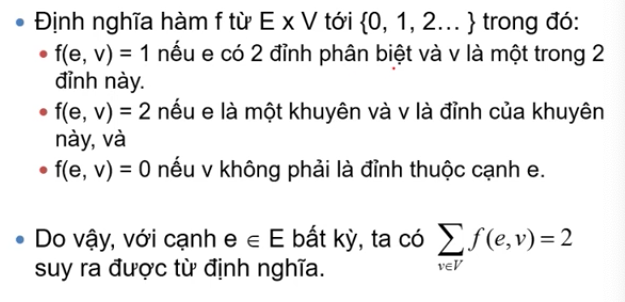 • Định nghĩa hàm f từ E x V tới {0, 1, 2… } trong đó:
• f(e, v) = 1 nếu e có 2 đỉnh phân biệt và v là một trong 2
đỉnh này.
• f(e, v) = 2 nếu e là một khuyên và v là đỉnh của khuyên
này, và
• f(e, v) = 0 nếu v không phải là đỉnh thuộc cạnh e.
• Do vậy, với cạnh e ∈ E bất kỳ, ta có ∑ f(e,v) = 2
v∈V
suy ra được từ định nghĩa.